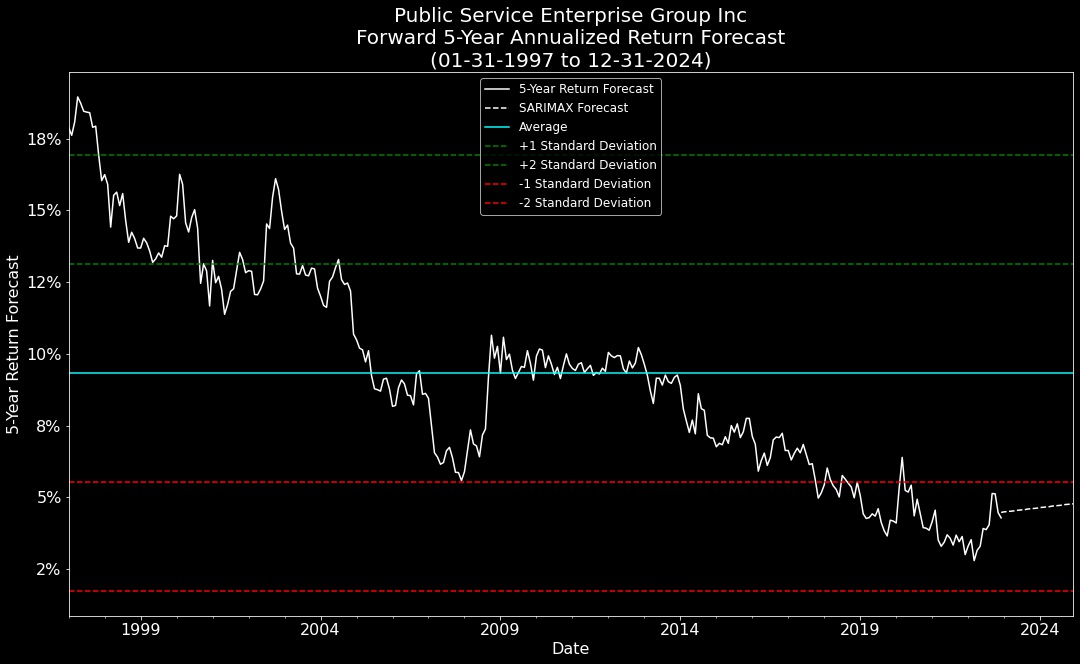 Public Service Enterprise Group Inc
Forward 5-Year Annualized Return Forecast
(01-31-1997 to 12-31-2024)
5-Year Return Forecast
SARIMAX Forecast
Average
+1 Standard Deviation
+2 Standard Deviation
-1 Standard Deviation
-2 Standard Deviation
5-Year Return Forecast
18%
15%
12%
10%
8%
5%
2%
1999
2004
2009
2014
2019
2024
Date